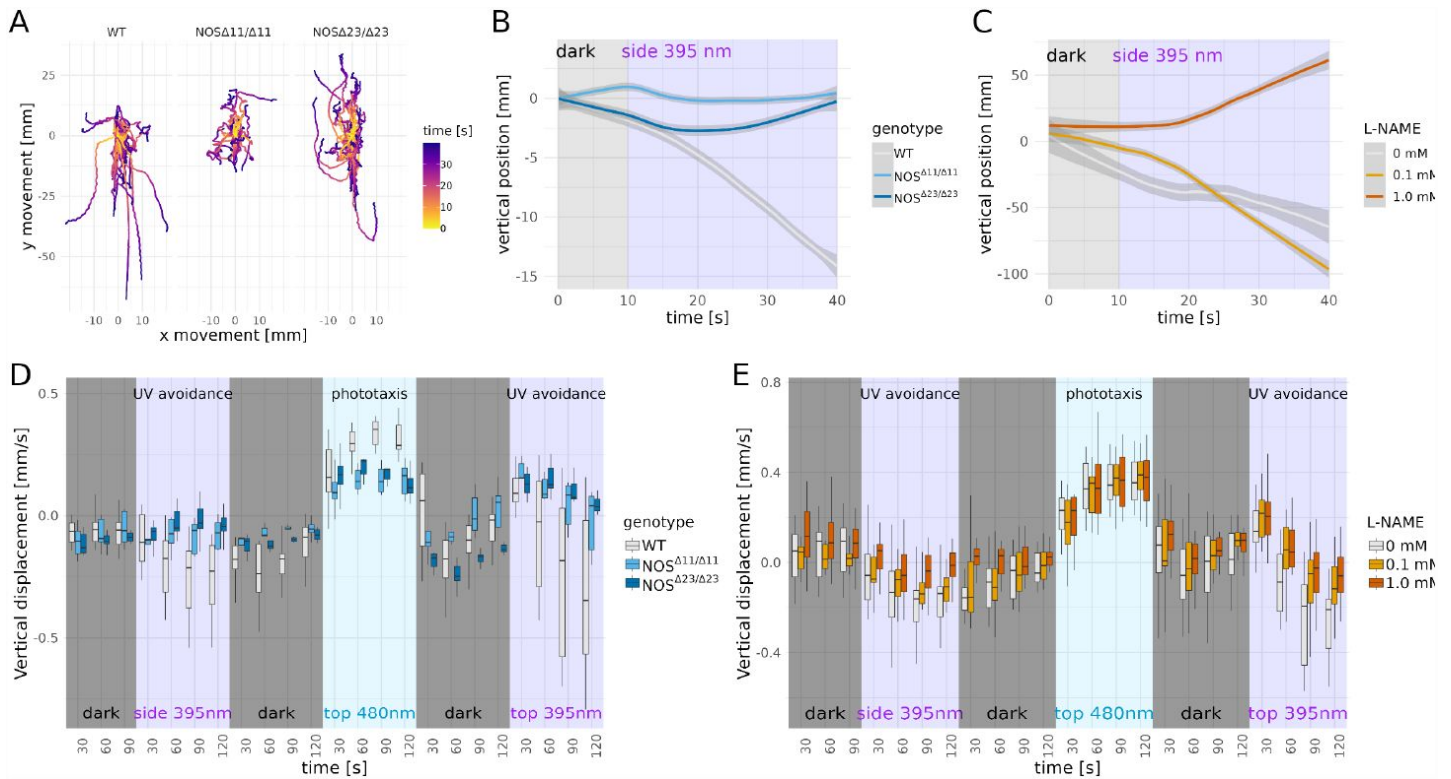 A
WT NOSΔ11/Δ11 NOSΔ23/Δ23
25
0
-25
-50
y movement [mm]
-10 0 10 -10 0 10 -10 0 10
x movement [mm]
time [s]
30
20
10
0
B
dark side 395 nm
0
-5
-10
-15
vertical position [mm]
0 10 20 30 40
time [s]
genotype
WT
NOSΔ11/Δ11
NOSΔ23/Δ23
C
dark side 395 nm
50
0
-50
-100
vertical position [mm]
0 10 20 30 40
time [s]
L-NAME
0 mM
0.1 mM
1.0 mM
D
UV avoidance phototaxis UV avoidance
0.5
0.0
-0.5
Vertical displacement [mm/s]
dark side 395nm dark top 480nm dark top 395nm
30 60 90 30 60 90 120 30 60 90 120 30 60 90 120 30 60 90 120 30 60 90 120
time [s]
genotype
WT
NOSΔ11/Δ11
NOSΔ23/Δ23
E
UV avoidance phototaxis UV avoidance
0.8
0.4
0.0
-0.4
Vertical displacement [mm/s]
dark side 395nm dark top 480nm dark top 395nm
30 60 90 30 60 90 120 30 60 90 120 30 60 90 120 30 60 90 120 30 60 90 120
time [s]
L-NAME
0 mM
0.1 mM
1.0 mM